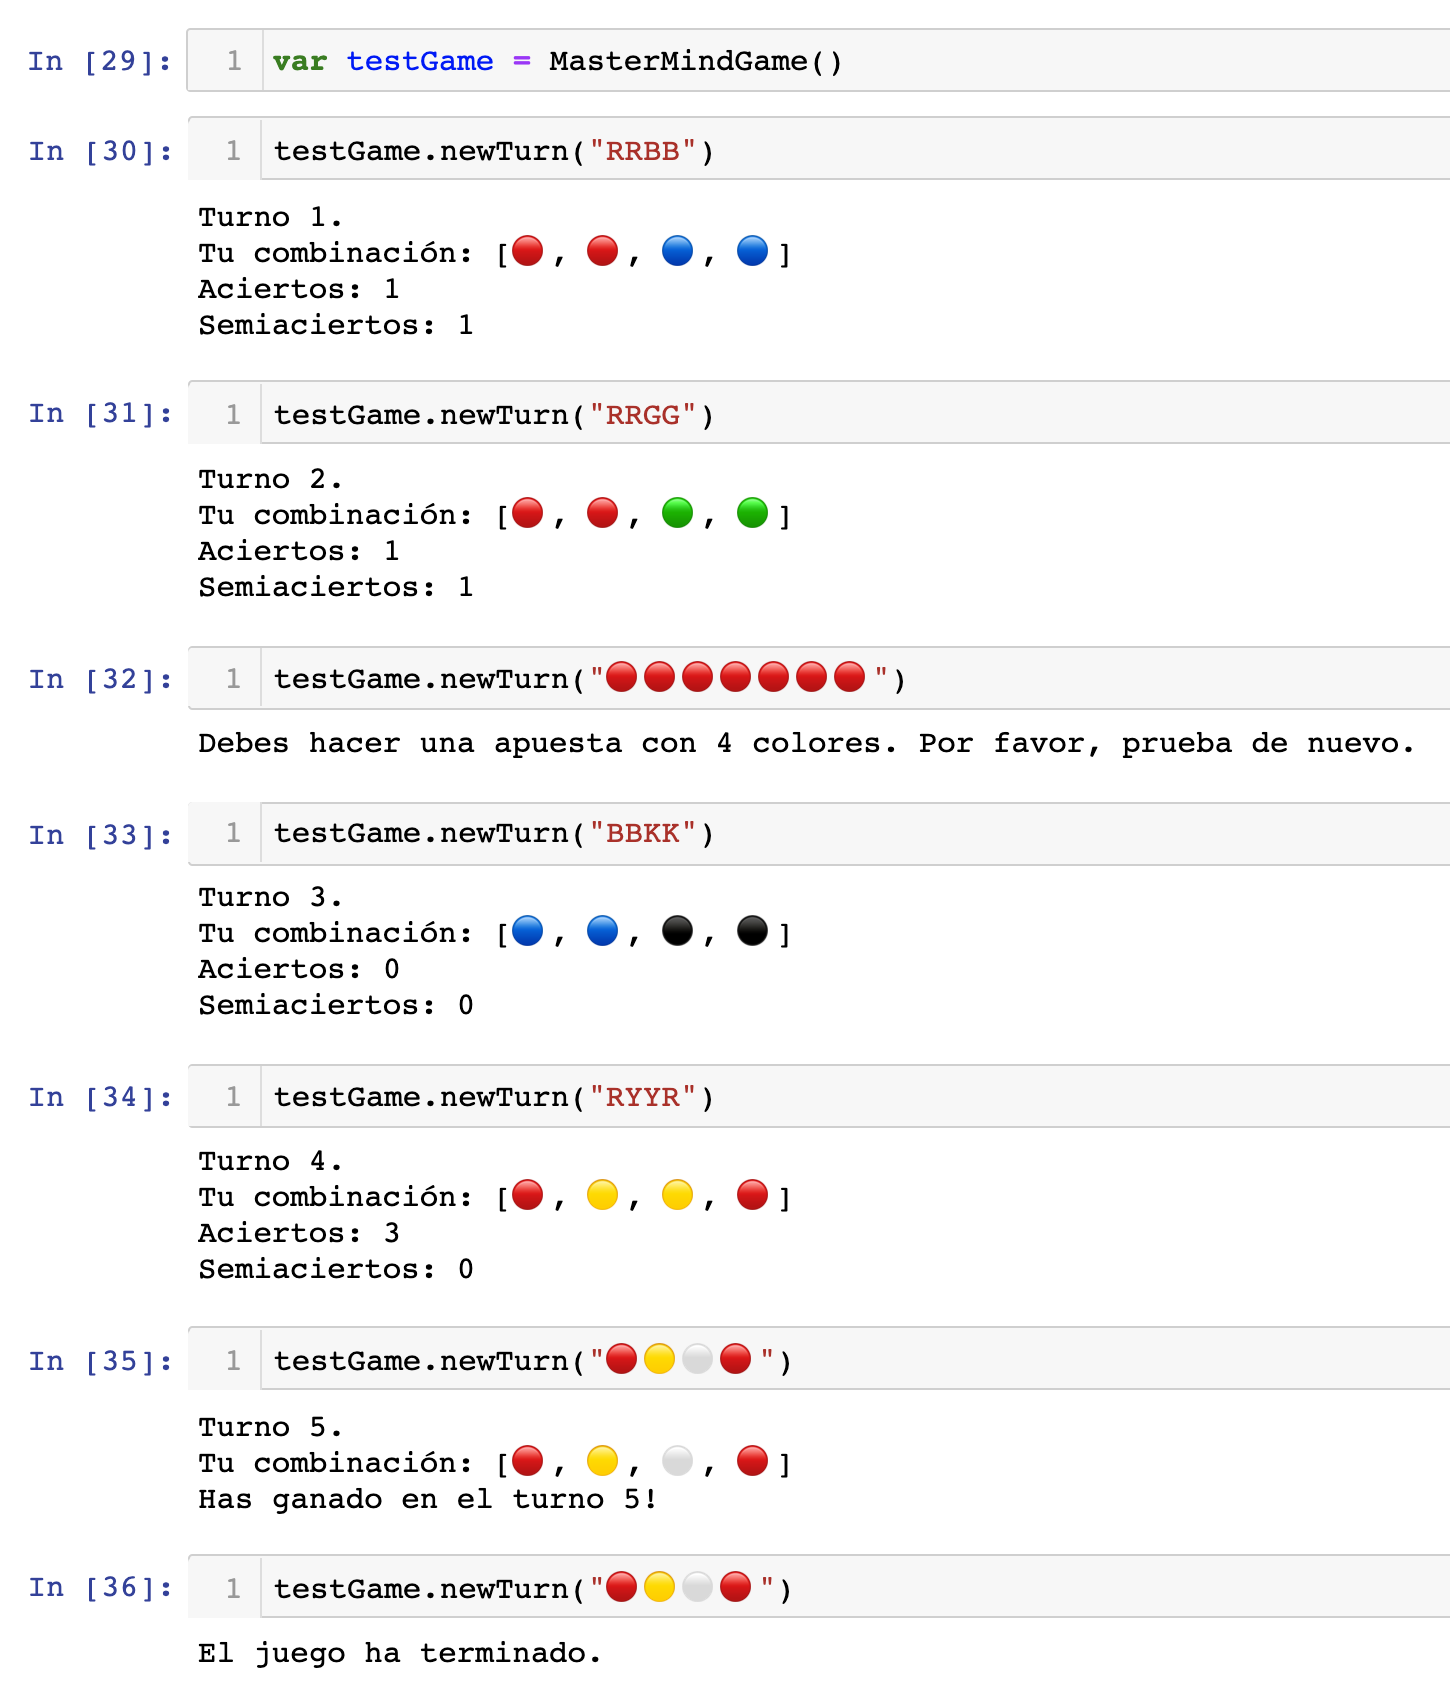 In [29]: 1 var testGame = MasterMindGame()
In [30]: 1 testGame.newTurn("RRBB")
Turno 1.
Tu combinación: [🔴, 🔴, 🔵, 🔵]
Aciertos: 1
Semiaciertos: 1
In [31]: 1 testGame.newTurn("RRGG")
Turno 2.
Tu combinación: [🔴, 🔴, 🟢, 🟢]
Aciertos: 1
Semiaciertos: 1
In [32]: 1 testGame.newTurn("🔴🔴🔴🔴🔴🔴🔴")
Debes hacer una apuesta con 4 colores. Por favor, prueba de nuevo.
In [33]: 1 testGame.newTurn("BBKK")
Turno 3.
Tu combinación: [🔵, 🔵, ⚫, ⚫]
Aciertos: 0
Semiaciertos: 0
In [34]: 1 testGame.newTurn("RYYR")
Turno 4.
Tu combinación: [🔴, 🟡, 🟡, 🔴]
Aciertos: 3
Semiaciertos: 0
In [35]: 1 testGame.newTurn("🔴🟡⚪🔴")
Turno 5.
Tu combinación: [🔴, 🟡, ⚪, 🔴]
Has ganado en el turno 5!
In [36]: 1 testGame.newTurn("🔴🟡⚪🔴")
El juego ha terminado.